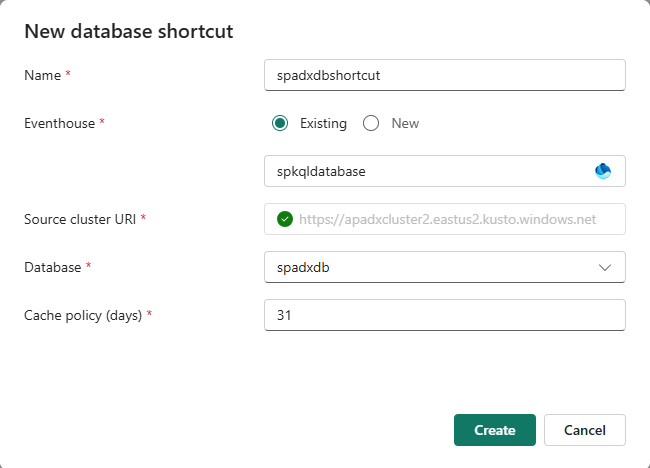 New database shortcut
Name * spadxdbshortcut
Eventhouse * Existing New
spkqldatabase
Source cluster URI * https://apadxcluster2.eastus2.kusto.windows.net
Database * spadxdb
Cache policy (days) * 31
Create Cancel